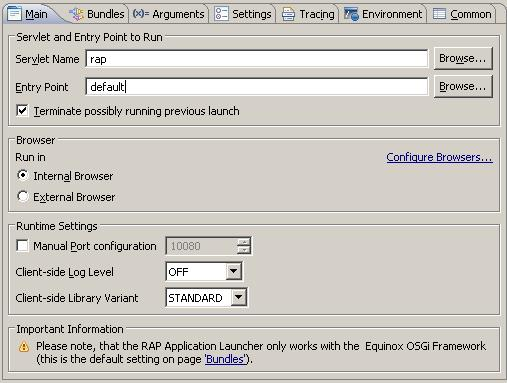 Main Bundles (x)= Arguments Settings Tracing Environment Common
Servlet and Entry Point to Run
Servlet Name rap Browse...
Entry Point default Browse...
Terminate possibly running previous launch
Browser
Run in Configure Browsers...
Internal Browser
External Browser
Runtime Settings
Manual Port configuration 10080
Client-side Log Level OFF
Client-side Library Variant STANDARD
Important Information
Please note, that the RAP Application Launcher only works with the Equinox OSGi Framework
(this is the default setting on page 'Bundles').